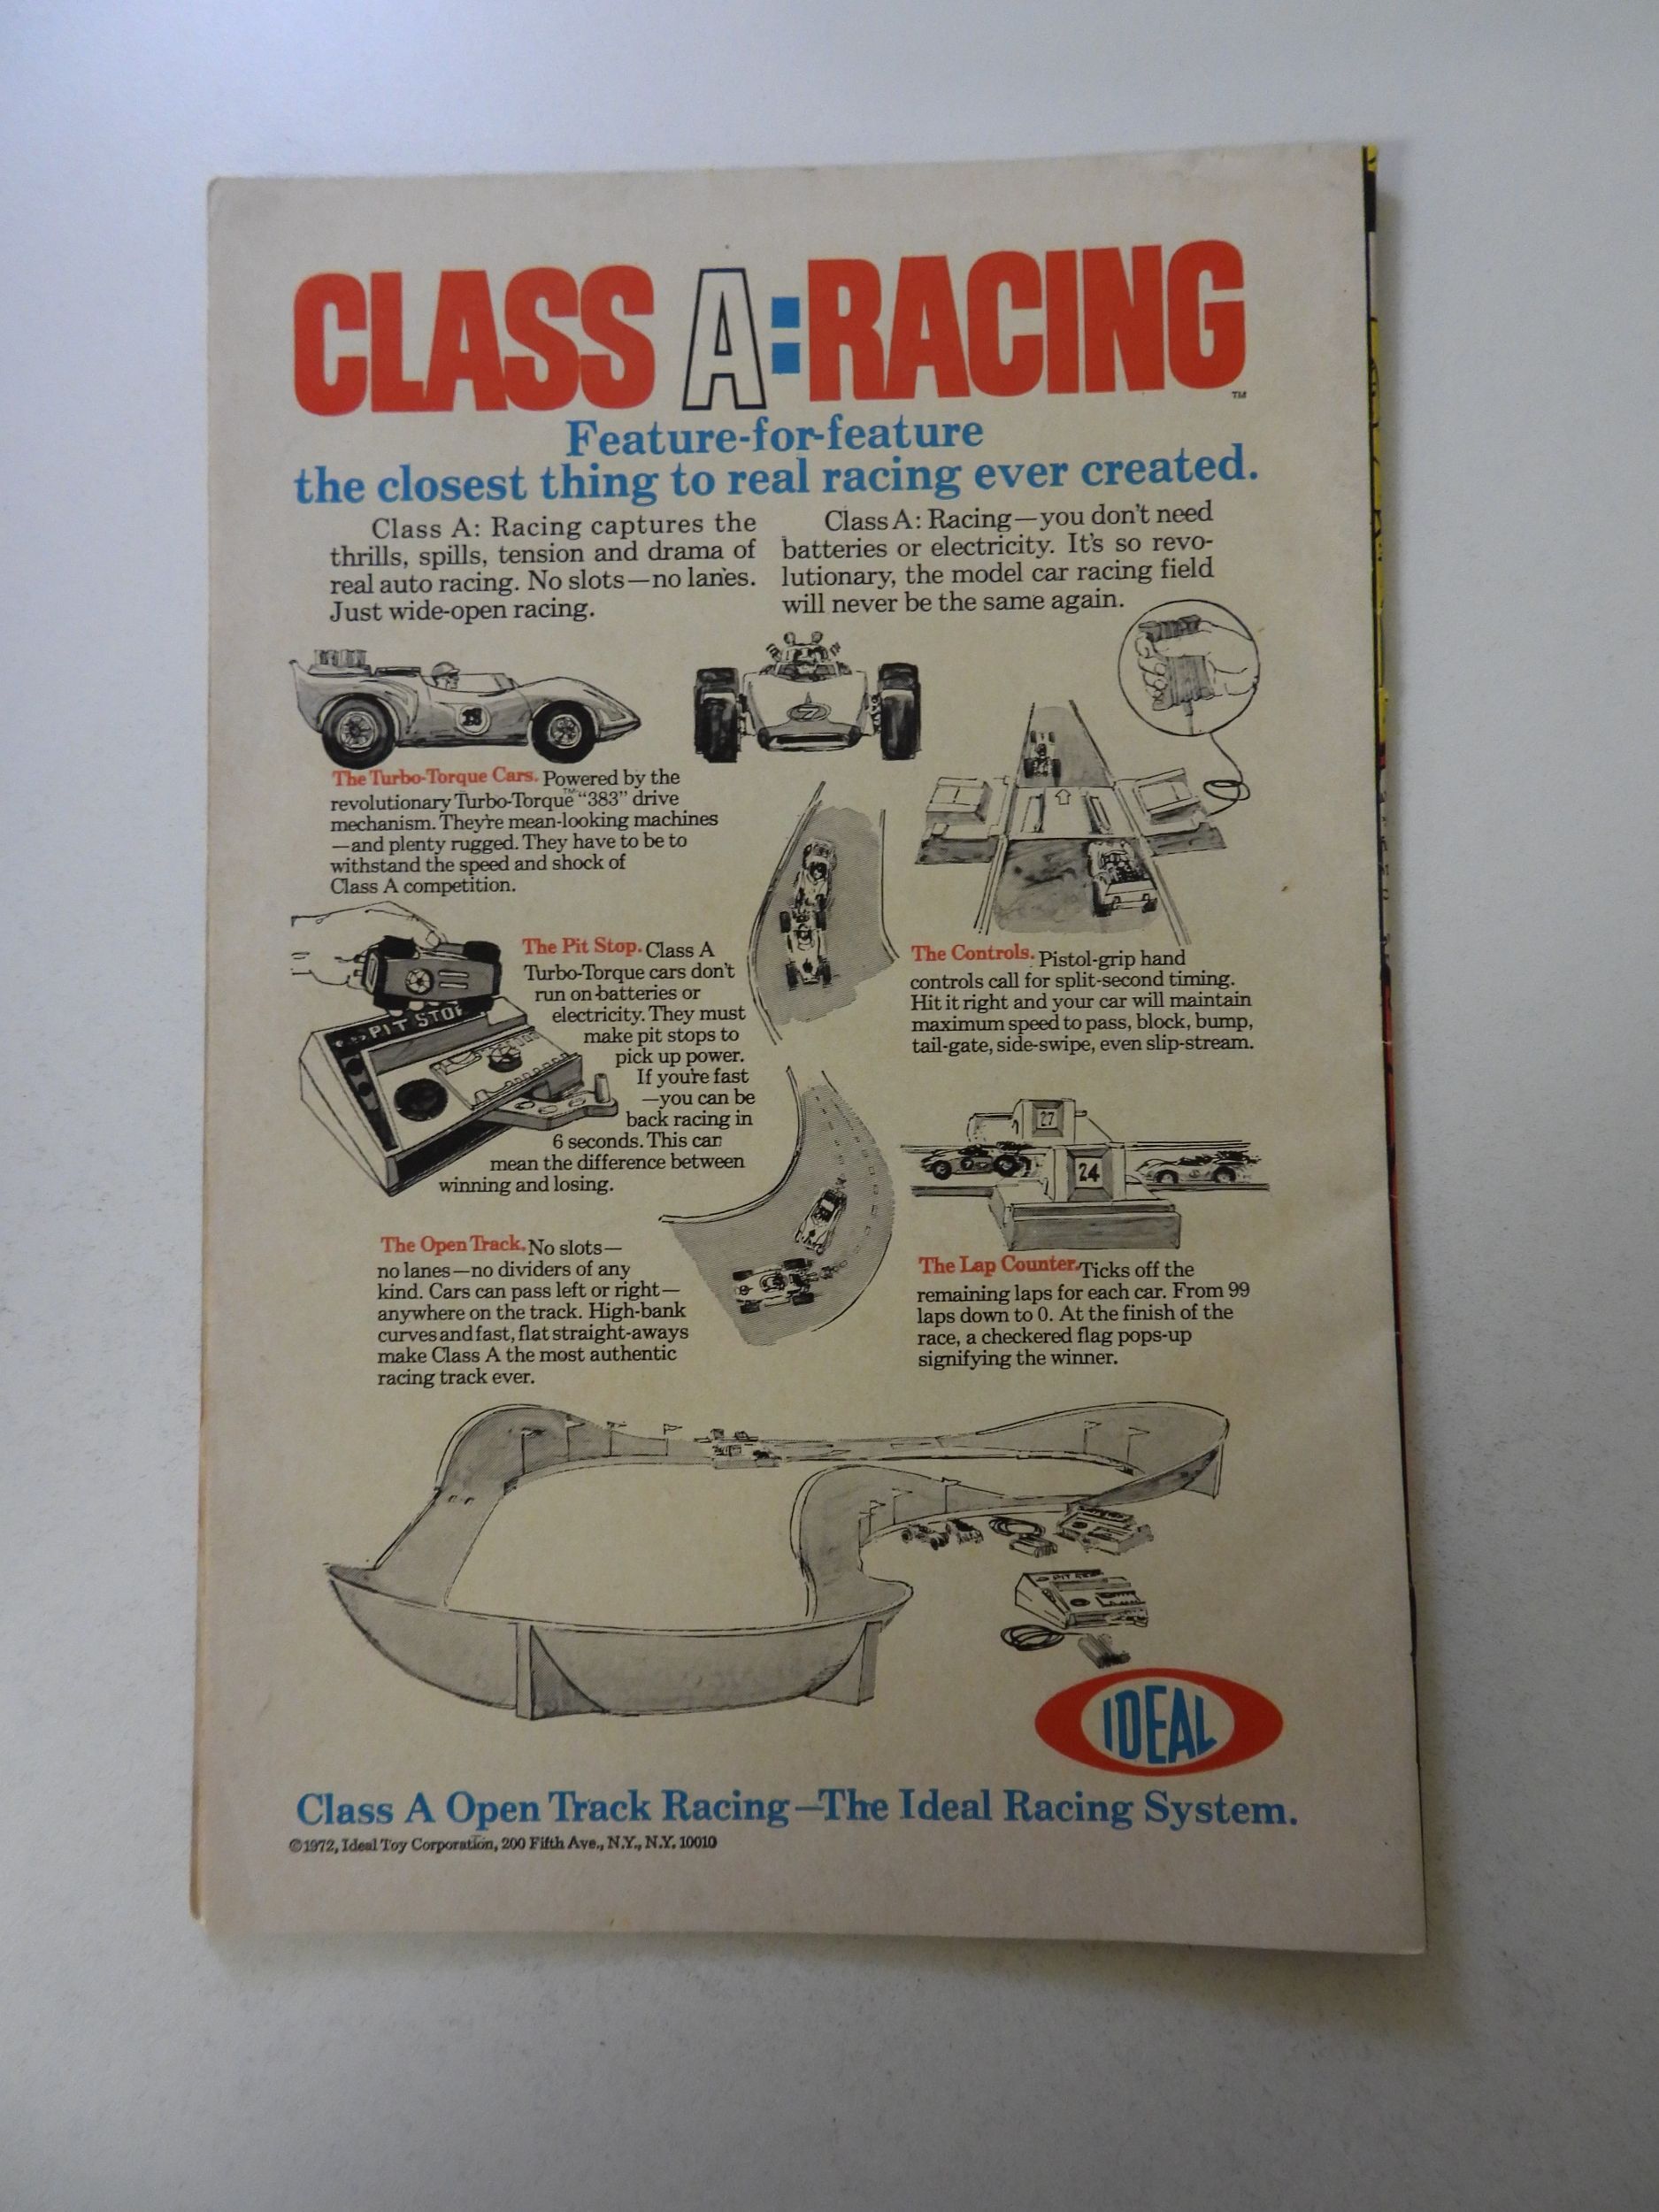 CLASS A:RACING
TM
Feature-for-feature
the closest thing to real racing ever created.
Class A: Racing captures the
thrills, spills, tension and drama of
real auto racing. No slots—no lanes.
Just wide-open racing.
Class A: Racing—you don't need
batteries or electricity. It's so revo-
lutionary, the model car racing field
will never be the same again.
The Turbo-Torque Cars. Powered by the
revolutionary Turbo-Torque™ "383" drive
mechanism. They're mean-looking machines
—and plenty rugged. They have to be to
withstand the speed and shock of
Class A competition.
PIT STOP
The Pit Stop. Class A
Turbo-Torque cars don't
run on batteries or
electricity. They must
make pit stops to
pick up power.
If you're fast
—you can be
back racing in
6 seconds. This can
mean the difference between
winning and losing.
The Controls. Pistol-grip hand
controls call for split-second timing.
Hit it right and your car will maintain
maximum speed to pass, block, bump,
tail-gate, side-swipe, even slip-stream.
27
24
The Open Track. No slots—
no lanes—no dividers of any
kind. Cars can pass left or right—
anywhere on the track. High-bank
curves and fast, flat straight-aways
make Class A the most authentic
racing track ever.
The Lap Counter. Ticks off the
remaining laps for each car. From 99
laps down to 0. At the finish of the
race, a checkered flag pops-up
signifying the winner.
IDEAL
Class A Open Track Racing—The Ideal Racing System.
©1972, Ideal Toy Corporation, 200 Fifth Ave., N.Y., N.Y. 10010